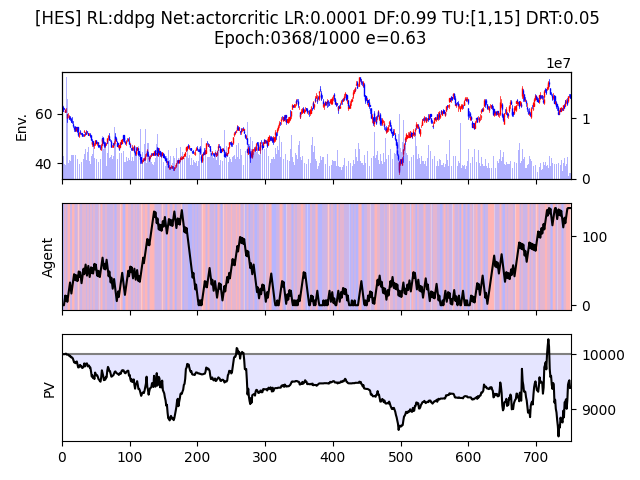 [HES] RL:ddpg Net:actorcritic LR:0.0001 DF:0.99 TU:[1,15] DRT:0.05
Epoch:0368/1000 e=0.63
1e7
Env.
60
40
1
0
Agent
100
0
PV
10000
9000
0 100 200 300 400 500 600 700